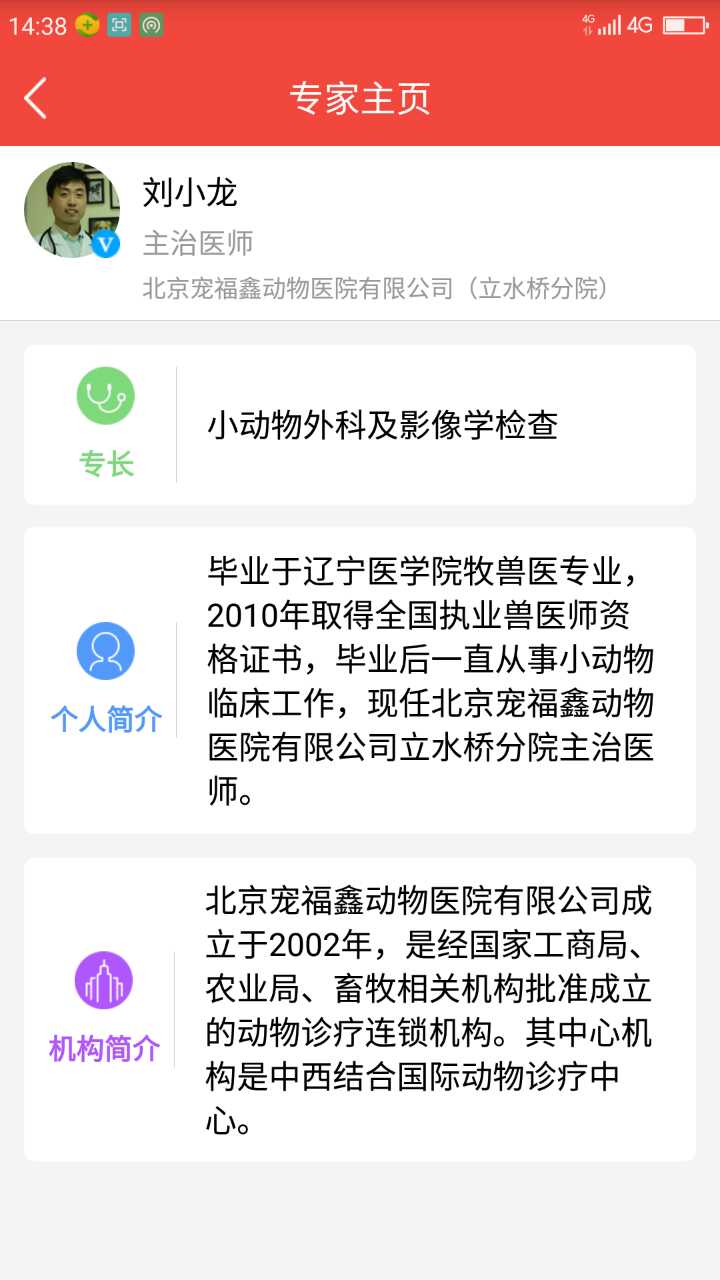 14:38
4G
4G
专家主页
刘小龙
V
主治医师
北京宠福鑫动物医院有限公司（立水桥分院）
小动物外科及影像学检查
专长
毕业于辽宁医学院牧兽医专业，
2010年取得全国执业兽医师资
格证书，毕业后一直从事小动物
临床工作，现任北京宠福鑫动物
医院有限公司立水桥分院主治医
师。
个人简介
北京宠福鑫动物医院有限公司成
立于2002年，是经国家工商局、
农业局、畜牧相关机构批准成立
的动物诊疗连锁机构。其中心机
构是中西结合国际动物诊疗中
心。
机构简介